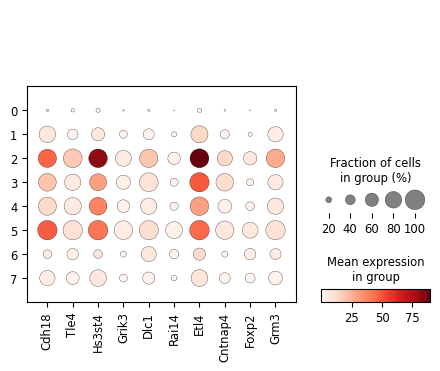 0
1
2
3
4
5
6
7
Cdh18
Tle4
Hs3st4
Grik3
Dlc1
Rai14
Etl4
Cntnap4
Foxp2
Grm3
Fraction of cells
in group (%)
20 40 60 80 100
Mean expression
in group
25 50 75